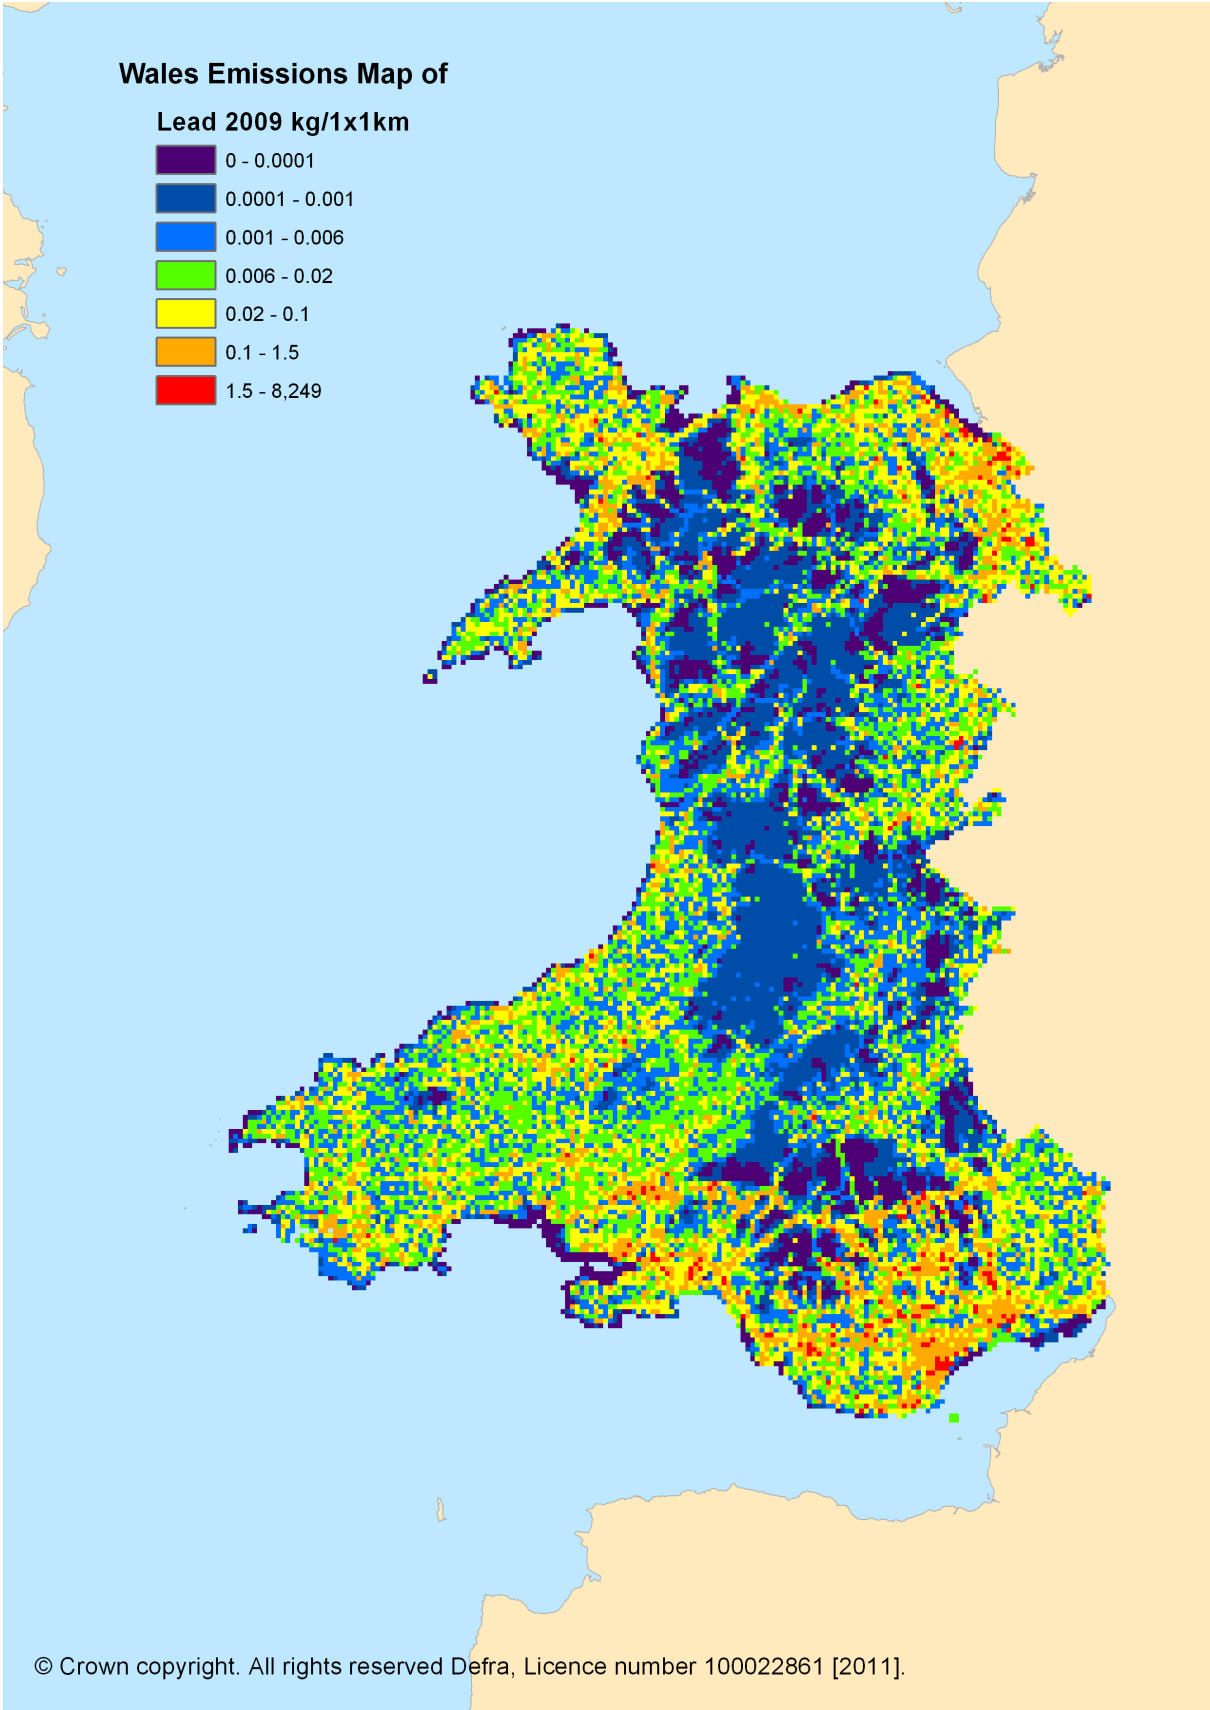 Wales Emissions Map of
Lead 2009 kg/1x1km
0 - 0.0001
0.0001 - 0.001
0.001 - 0.006
0.006 - 0.02
0.02 - 0.1
0.1 - 1.5
1.5 - 8,249
© Crown copyright. All rights reserved Defra, Licence number 100022861 [2011].